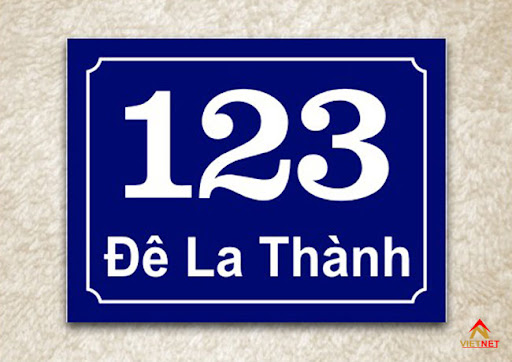 123
Đê La Thành
VIETNET